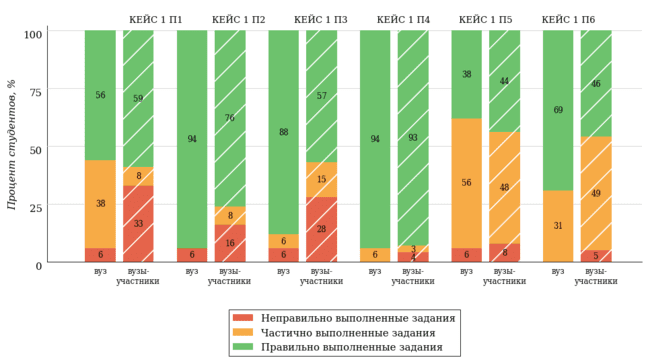 КЕЙС 1 П1 КЕЙС 1 П2 КЕЙС 1 П3 КЕЙС 1 П4 КЕЙС 1 П5 КЕЙС 1 П6
Процент студентов, %
100
75
50
25
0
56 59 94 76 88 57 94 93 38 44 69 46
38 8 8 6 15 6 3 56 48 31 49
6 33 6 16 6 28 4 6 8 5
вуз вузы-участники вуз вузы-участники вуз вузы-участники вуз вузы-участники вуз вузы-участники вуз вузы-участники
Неправильно выполненные задания
Частично выполненные задания
Правильно выполненные задания